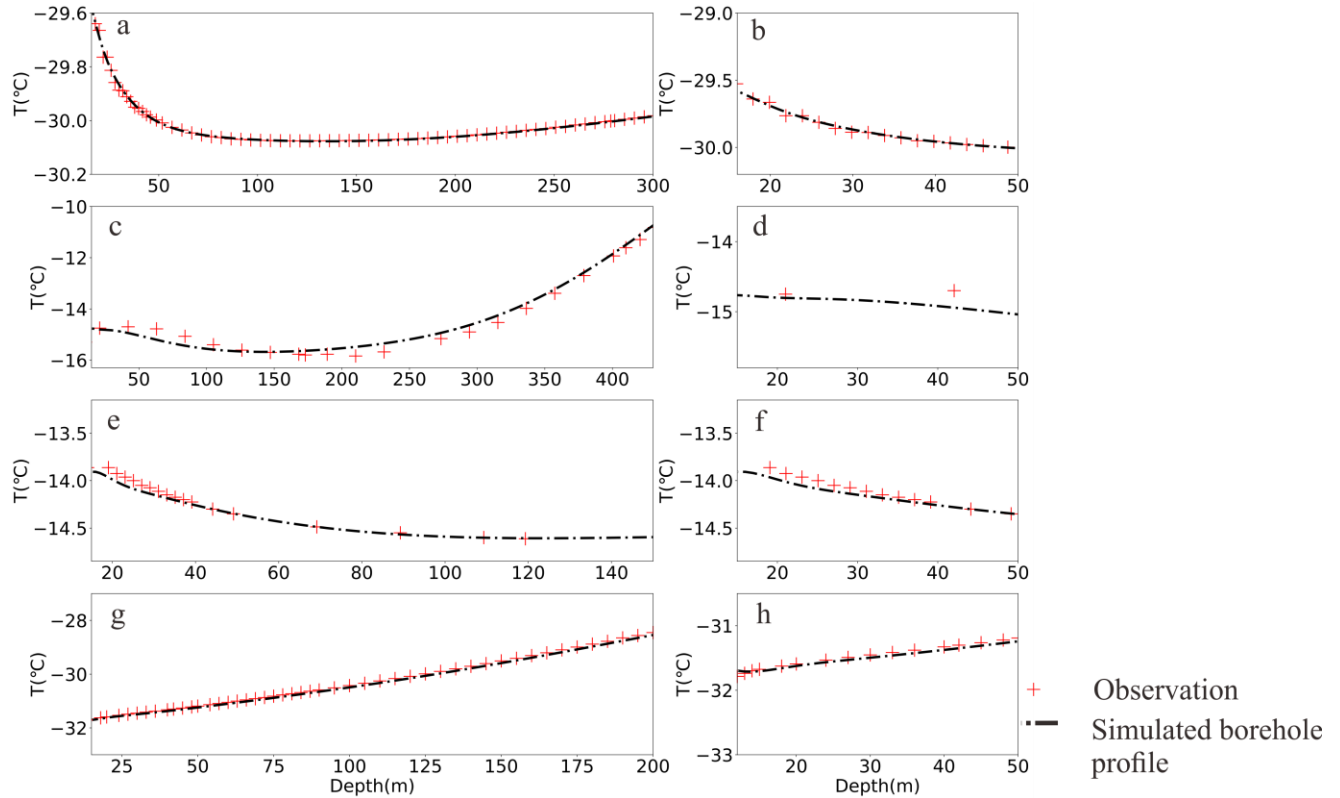 a
T(°C)
−29.6
−29.8
−30.0
−30.2
50 100 150 200 250 300
b
T(°C)
−29.0
−29.5
−30.0
20 30 40 50
c
T(°C)
−10
−12
−14
−16
50 100 150 200 250 300 350 400
d
T(°C)
−14
−15
20 30 40 50
e
T(°C)
−13.5
−14.0
−14.5
20 40 60 80 100 120 140
f
T(°C)
−13.5
−14.0
−14.5
20 30 40 50
g
T(°C)
−28
−30
−32
25 50 75 100 125 150 175 200
Depth(m)
h
T(°C)
−31
−32
−33
20 30 40 50
Depth(m)
Observation
Simulated borehole
profile